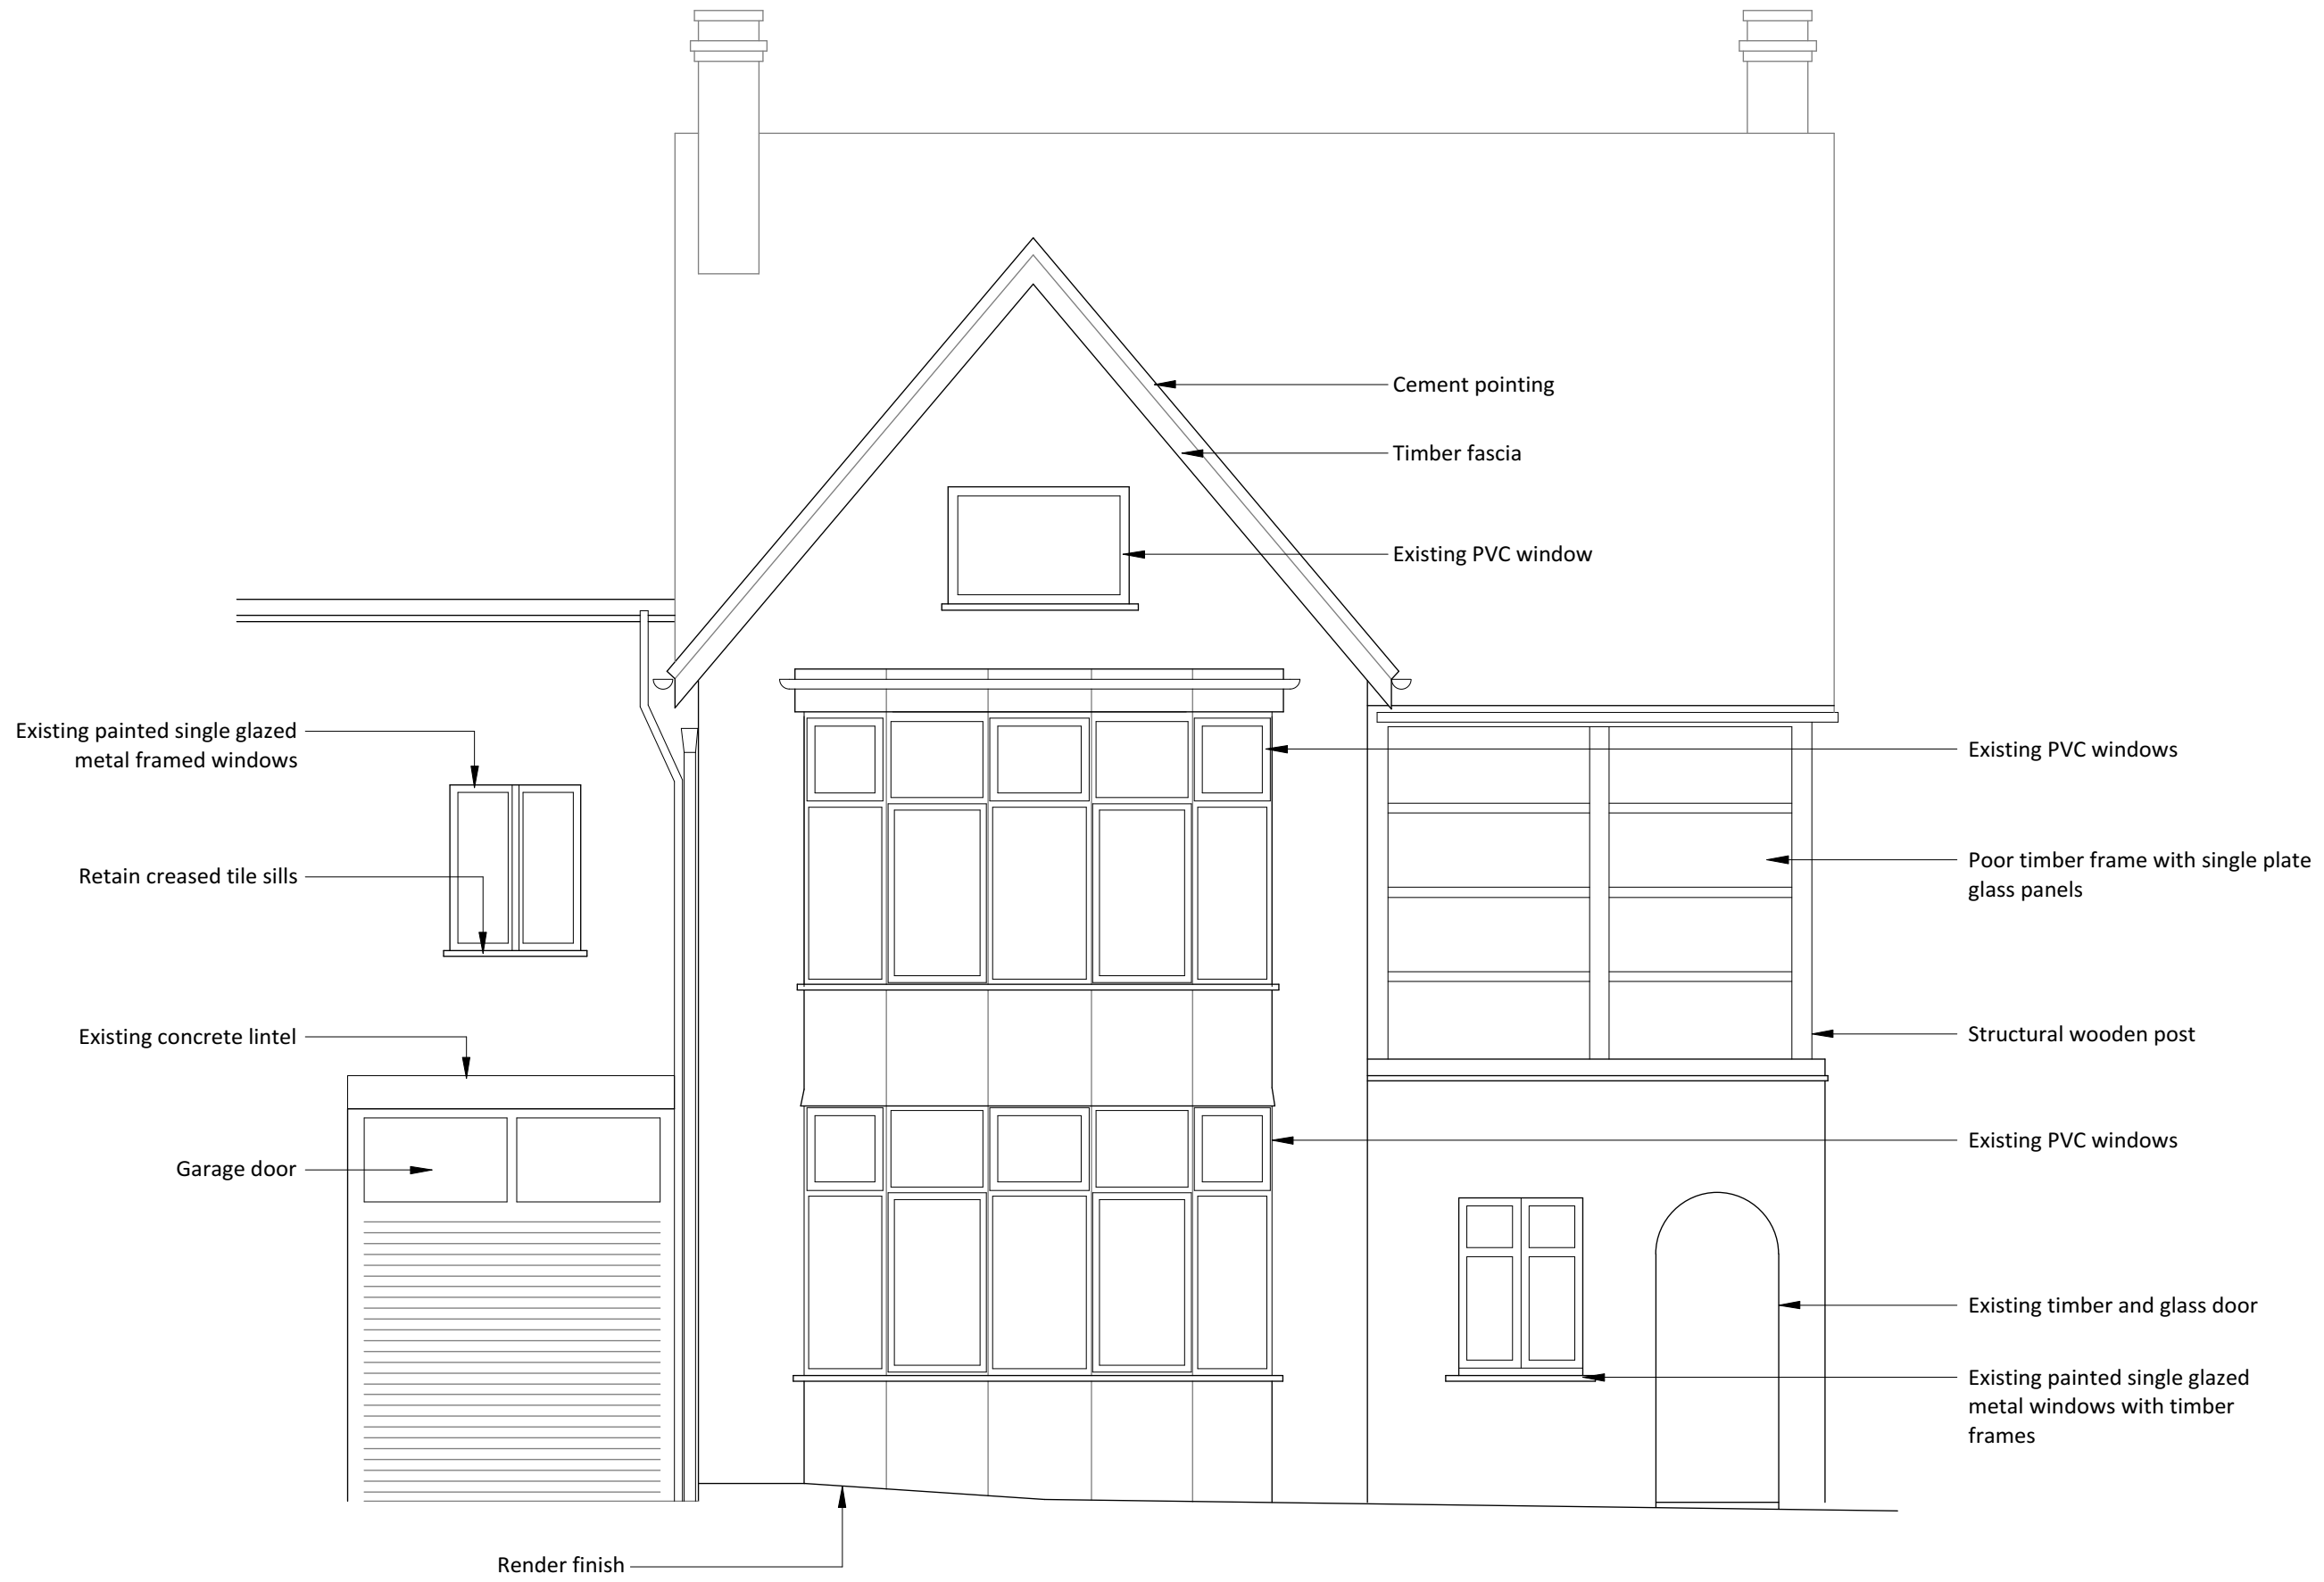 Cement pointing
Timber fascia
Existing PVC window
Existing painted single glazed
metal framed windows
Retain creased tile sills
Existing concrete lintel
Garage door
Render finish
Existing PVC windows
Poor timber frame with single plate
glass panels
Structural wooden post
Existing PVC windows
Existing timber and glass door
Existing painted single glazed
metal windows with timber
frames